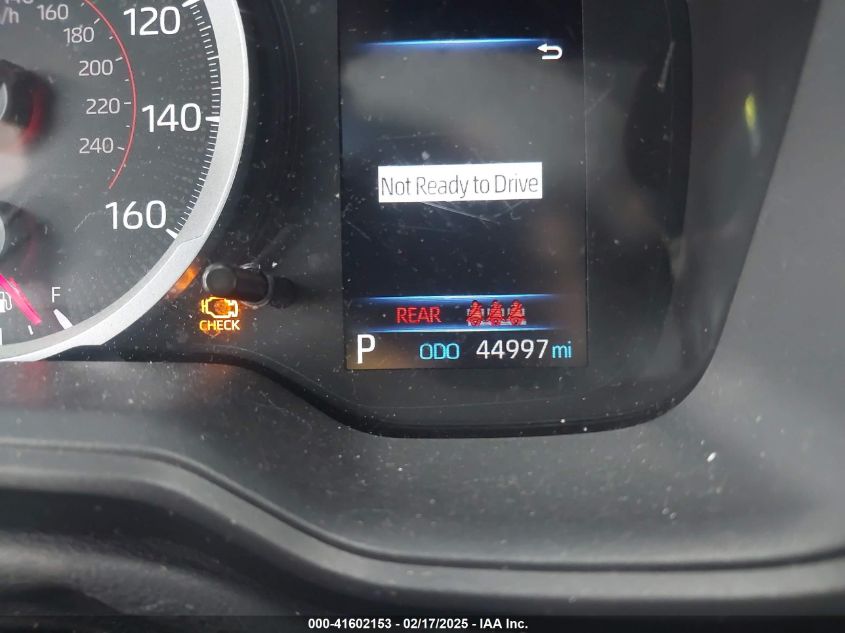 /h
160
180
200
220
240
120
140
160
F
CHECK
Not Ready to Drive
REAR
P ODO 44997 mi
000-41602153 - 02/17/2025 - IAA Inc.